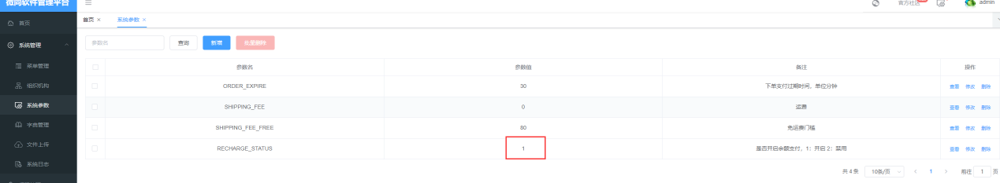 微同软件管理平台
官方社区
admin
首页
首页 ×
系统参数 ×
系统管理
参数名
查询
新增
批量删除
菜单管理
参数名 参数值 备注 操作
组织机构
ORDER_EXPIRE 30 下单支付过期时间，单位分钟 查看 修改 删除
系统参数
SHIPPING_FEE 0 运费 查看 修改 删除
字典管理
SHIPPING_FEE_FREE 80 免运费门槛 查看 修改 删除
文件上传
RECHARGE_STATUS 1 是否开启余额支付，1：开启 2：禁用 查看 修改 删除
系统日志
共 4 条 10条/页 < 1 > 前往 1 页